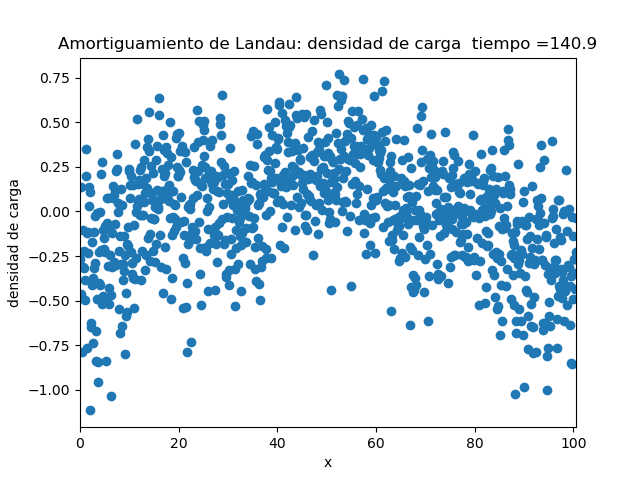 Amortiguamiento de Landau: densidad de carga  tiempo =140.9
densidad de carga
0.75
0.50
0.25
0.00
−0.25
−0.50
−0.75
−1.00
0 20 40 60 80 100
x